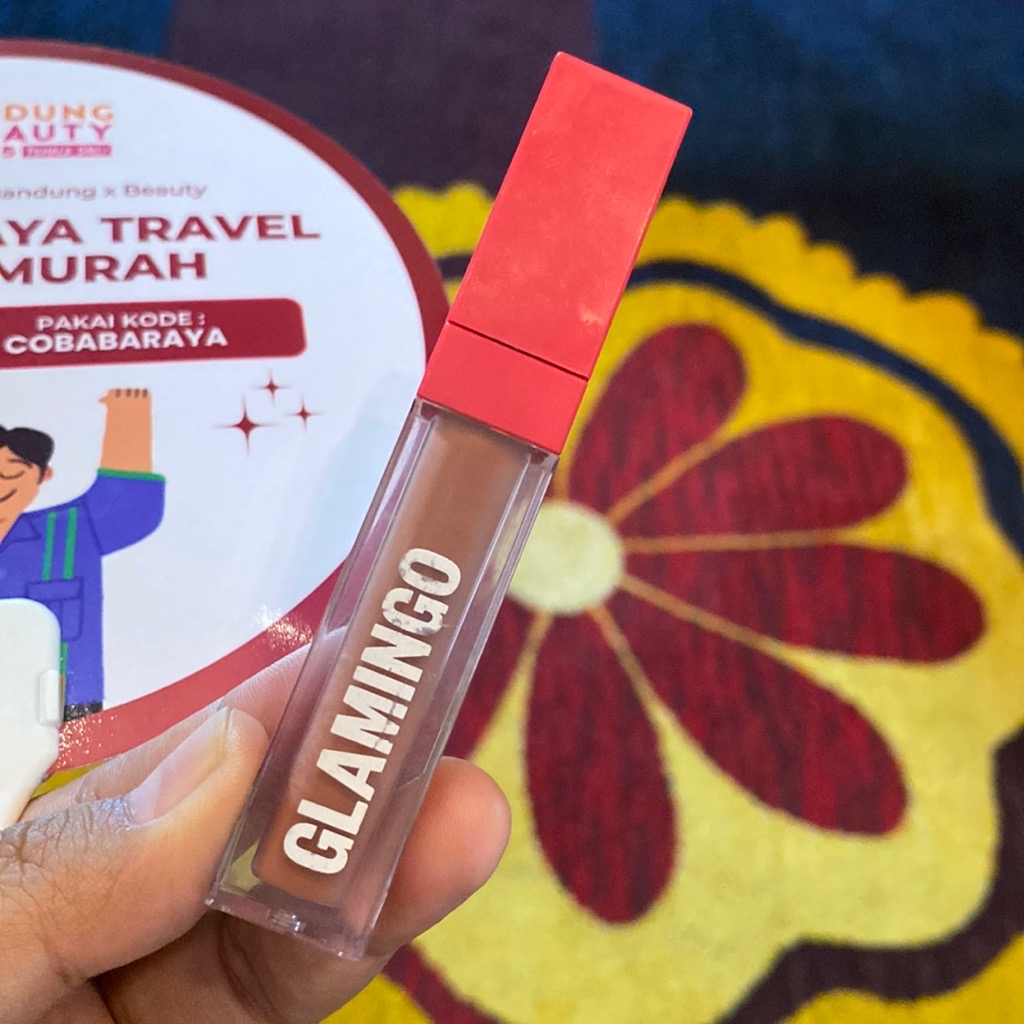 DUNG
AUTY
andung x Beauty
AYA TRAVEL
MURAH
PAKAI KODE :
COBABARAYA
GLAMINGO